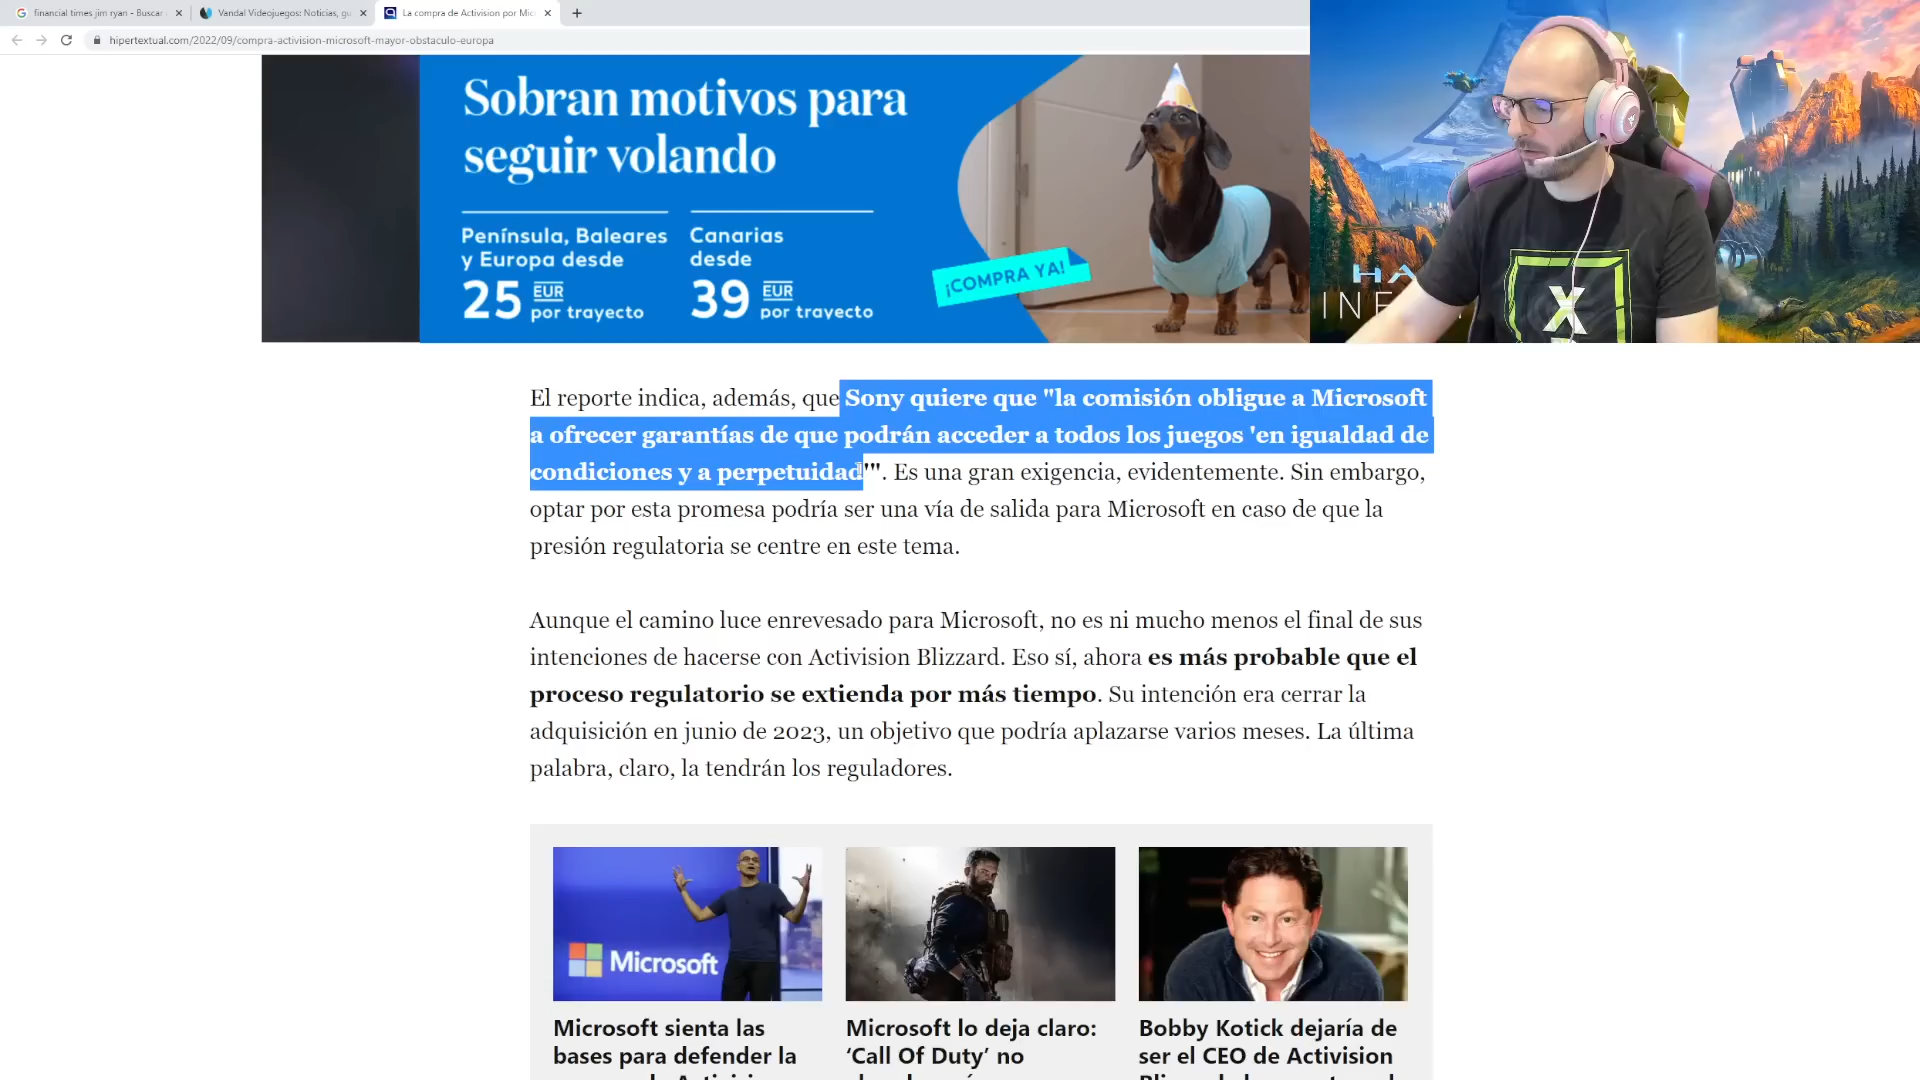 financial times jim ryan - Buscar
Vandal Videojuegos: Noticias, gu
La compra de Activision por Mic
hipertextual.com/2022/09/compra-activision-microsoft-mayor-obstaculo-europa
Sobran motivos para
seguir volando
Península, Baleares
y Europa desde
25 EUR por trayecto
Canarias
desde
39 EUR por trayecto
¡COMPRA YA!
HA
INF
X
El reporte indica, además, que Sony quiere que "la comisión obligue a Microsoft
a ofrecer garantías de que podrán acceder a todos los juegos 'en igualdad de
condiciones y a perpetuidad'". Es una gran exigencia, evidentemente. Sin embargo,
optar por esta promesa podría ser una vía de salida para Microsoft en caso de que la
presión regulatoria se centre en este tema.
Aunque el camino luce enrevesado para Microsoft, no es ni mucho menos el final de sus
intenciones de hacerse con Activision Blizzard. Eso sí, ahora es más probable que el
proceso regulatorio se extienda por más tiempo. Su intención era cerrar la
adquisición en junio de 2023, un objetivo que podría aplazarse varios meses. La última
palabra, claro, la tendrán los reguladores.
Microsoft
Microsoft sienta las
bases para defender la
Microsoft lo deja claro:
‘Call Of Duty’ no
Bobby Kotick dejaría de
ser el CEO de Activision